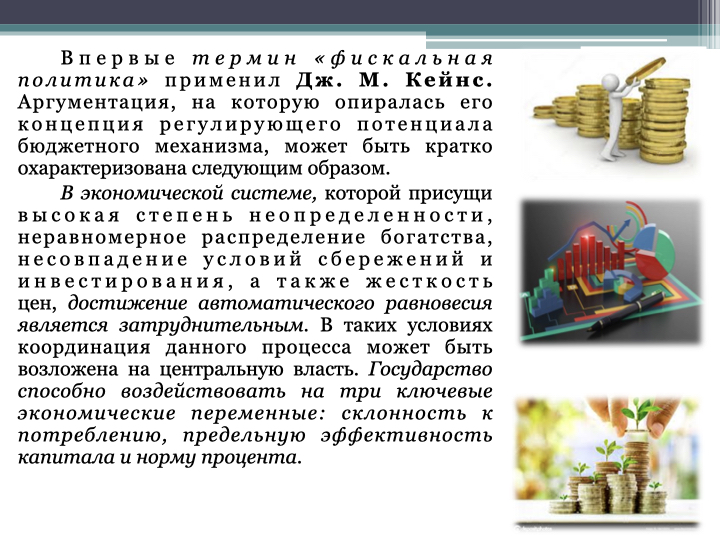 Впервые термин «фискальная
политика» применил Дж. М. Кейнс.
Аргументация, на которую опиралась его
концепция регулирующего потенциала
бюджетного механизма, может быть кратко
охарактеризована следующим образом.
В экономической системе, которой присущи
высокая степень неопределенности,
неравномерное распределение богатства,
несовпадение условий сбережений и
инвестирования, а также жесткость
цен, достижение автоматического равновесия
является затруднительным. В таких условиях
координация данного процесса может быть
возложена на центральную власть. Государство
способно воздействовать на три ключевые
экономические переменные: склонность к
потреблению, предельную эффективность
капитала и норму процента.